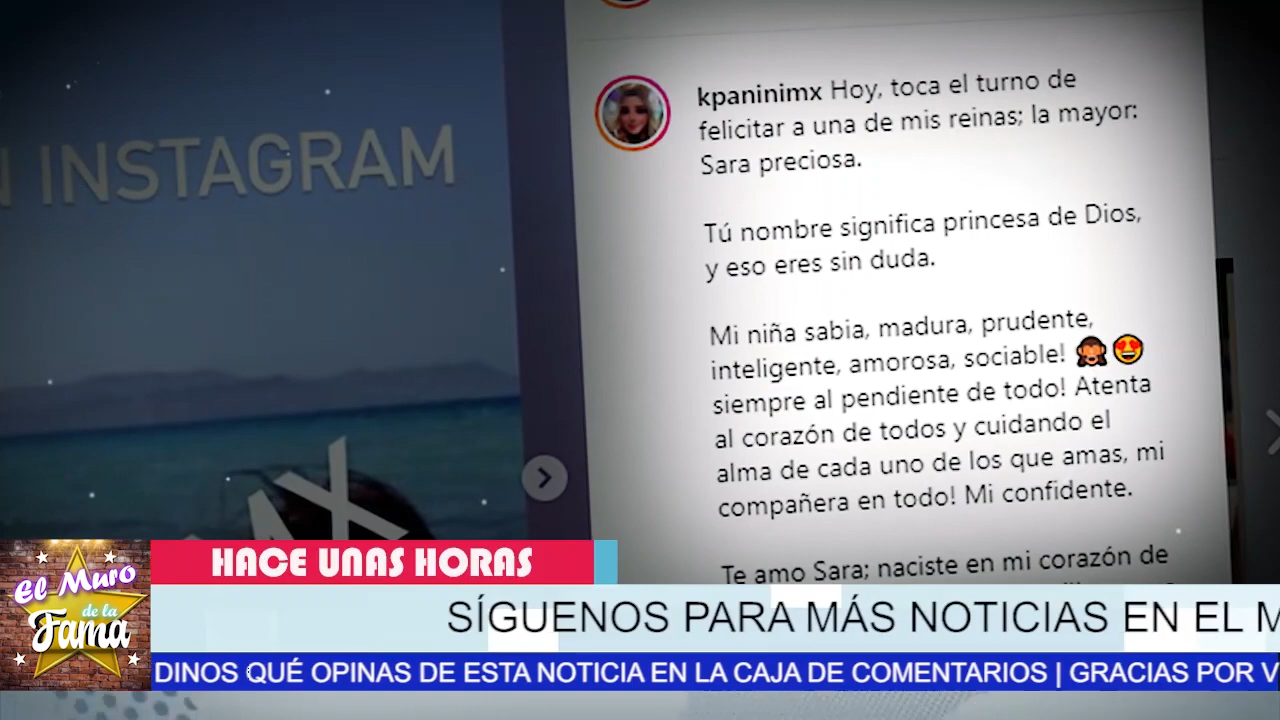 N INSTAGRAM
kpaninimx Hoy, toca el turno de
felicitar a una de mis reinas; la mayor:
Sara preciosa.
Tú nombre significa princesa de Dios,
y eso eres sin duda.
Mi niña sabia, madura, prudente,
inteligente, amorosa, sociable! 🙈😍
siempre al pendiente de todo! Atenta
al corazón de todos y cuidando el
alma de cada uno de los que amas, mi
compañera en todo! Mi confidente.
Te amo Sara; naciste en mi corazón de
HACE UNAS HORAS
El Muro
de la
Fama
SÍGUENOS PARA MÁS NOTICIAS EN EL M
DINOS QUÉ OPINAS DE ESTA NOTICIA EN LA CAJA DE COMENTARIOS | GRACIAS POR V